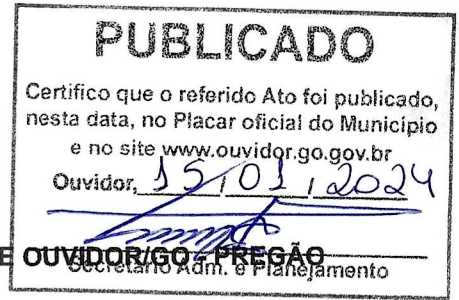 PUBLICADO
Certifico que o referido Ato foi publicado,
nesta data, no Placar oficial do Município
e no site www.ouvidor.go.gov.br
Ouvidor, 15 / 01 / 2024
E OUVIDOR/GO - PREGÃO
Secretário Adm. e Planejamento